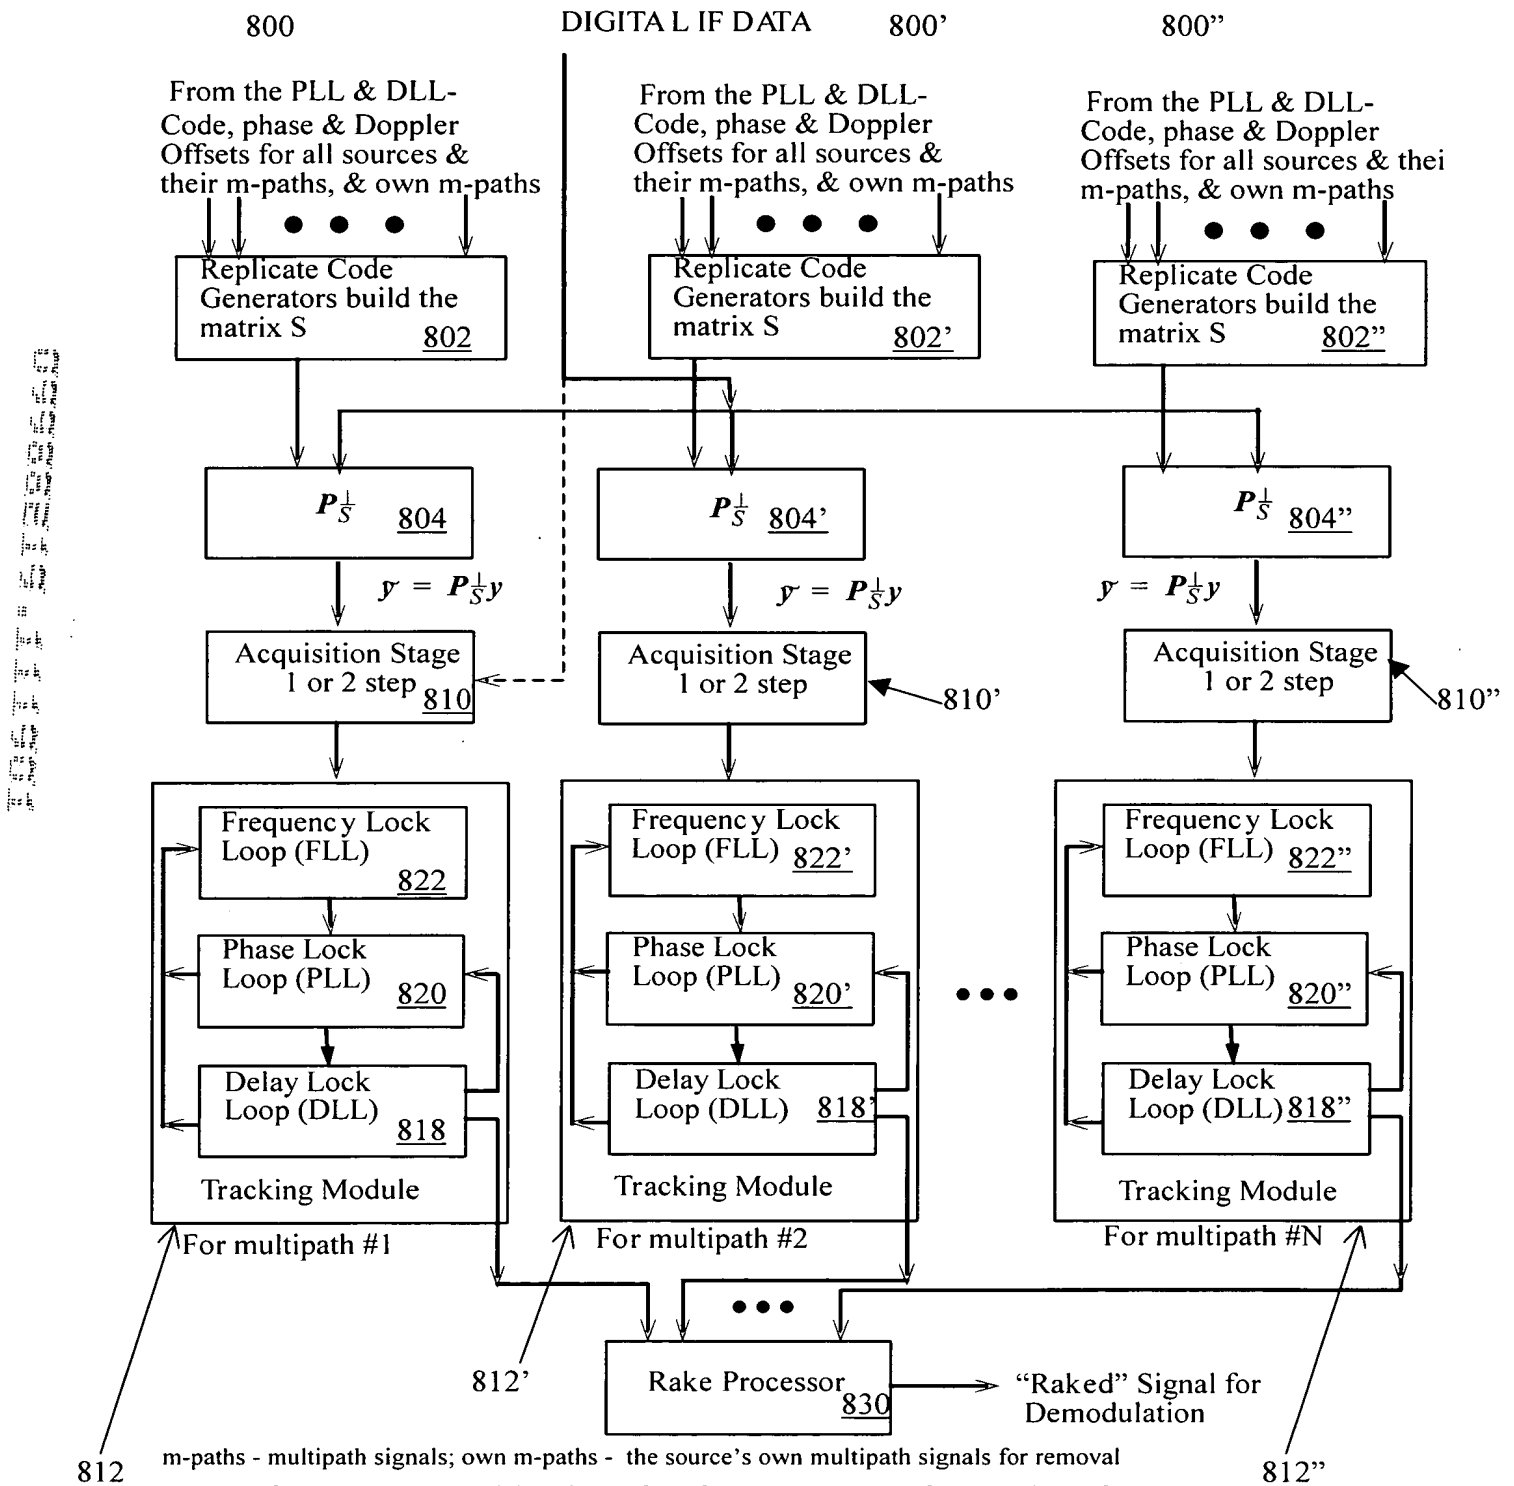 800
DIGITAL IF DATA
800’
800”
From the PLL & DLL-
Code, phase & Doppler
Offsets for all sources &
their m-paths, & own m-paths
From the PLL & DLL-
Code, phase & Doppler
Offsets for all sources &
their m-paths, & own m-paths
From the PLL & DLL-
Code, phase & Doppler
Offsets for all sources & thei
m-paths, & own m-paths
Replicate Code
Generators build the
matrix S
802
Replicate Code
Generators build the
matrix S
802’
Replicate Code
Generators build the
matrix S
802”
P⊥S 804
P⊥S 804’
P⊥S 804”
y = P⊥S y
y = P⊥S y
y = P⊥S y
Acquisition Stage
1 or 2 step
810
Acquisition Stage
1 or 2 step
810’
Acquisition Stage
1 or 2 step
810”
Frequency Lock
Loop (FLL)
822
Phase Lock
Loop (PLL)
820
Delay Lock
Loop (DLL)
818
Tracking Module
For multipath #1
Frequency Lock
Loop (FLL) 822’
Phase Lock
Loop (PLL)
820’
Delay Lock
Loop (DLL) 818’
Tracking Module
For multipath #2
Frequency Lock
Loop (FLL) 822”
Phase Lock
Loop (PLL)
820”
Delay Lock
Loop (DLL) 818”
Tracking Module
For multipath #N
812
812’
812”
Rake Processor
830
“Raked” Signal for
Demodulation
m-paths - multipath signals; own m-paths - the source’s own multipath signals for removal